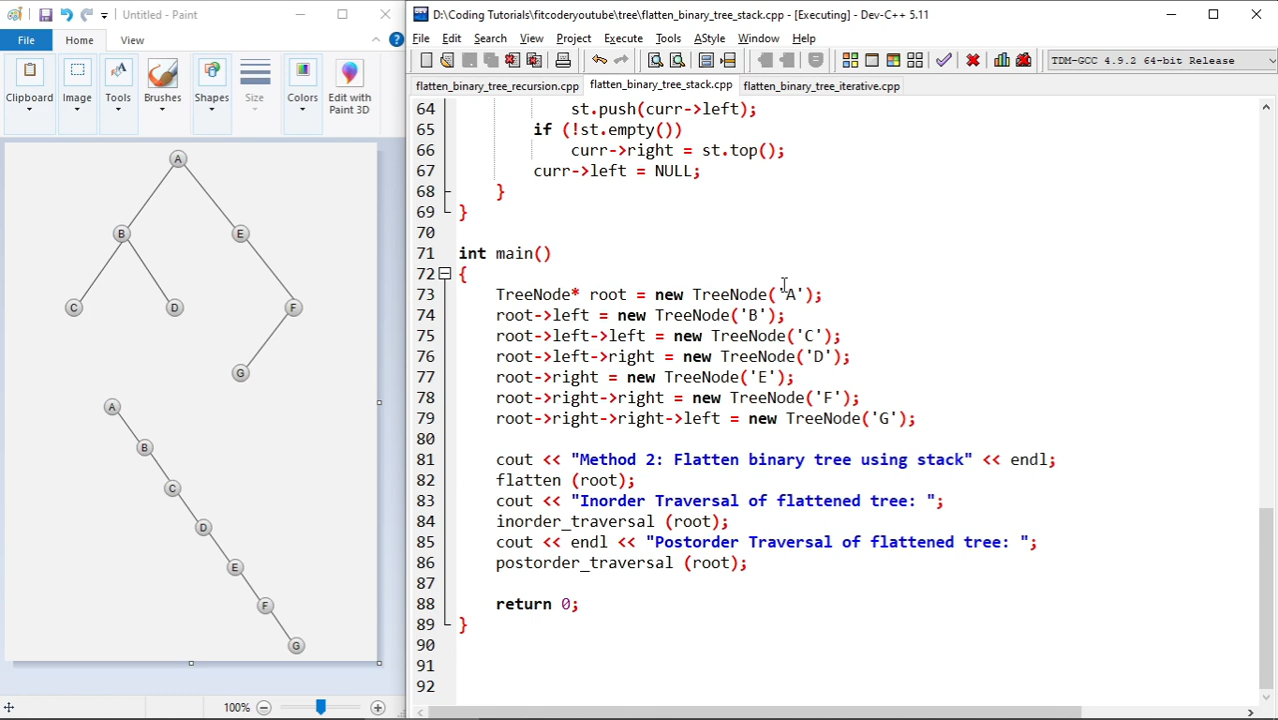 Untitled - Paint
File
Home
View
Clipboard
Image
Tools
Brushes
Shapes
Size
Colors
Edit with
Paint 3D
A
B
E
C
D
F
G
A
B
C
D
E
F
G
100%
D:\Coding Tutorials\fitcoderyoutube\tree\flatten_binary_tree_stack.cpp - [Executing] - Dev-C++ 5.11
File Edit Search View Project Execute Tools AStyle Window Help
TDM-GCC 4.9.2 64-bit Release
flatten_binary_tree_recursion.cpp flatten_binary_tree_stack.cpp flatten_binary_tree_iterative.cpp
64 st.push(curr->left);
65 if (!st.empty())
66 curr->right = st.top();
67 curr->left = NULL;
68 }
69 }
70
71 int main()
72 {
73 TreeNode* root = new TreeNode('A');
74 root->left = new TreeNode('B');
75 root->left->left = new TreeNode('C');
76 root->left->right = new TreeNode('D');
77 root->right = new TreeNode('E');
78 root->right->right = new TreeNode('F');
79 root->right->right->left = new TreeNode('G');
80
81 cout << "Method 2: Flatten binary tree using stack" << endl;
82 flatten (root);
83 cout << "Inorder Traversal of flattened tree: ";
84 inorder_traversal (root);
85 cout << endl << "Postorder Traversal of flattened tree: ";
86 postorder_traversal (root);
87
88 return 0;
89 }
90
91
92